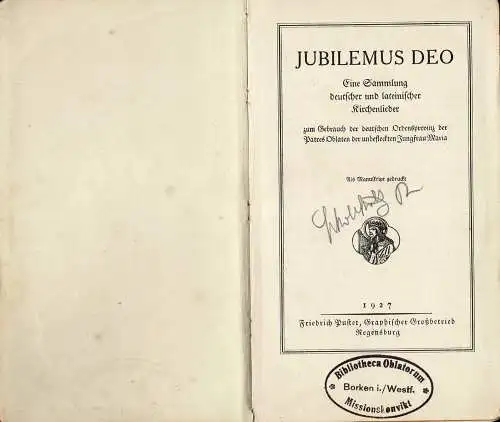 JUBILEMUS DEO
Eine Sammlung
deutscher und lateinischer
Kirchenlieder
zum Gebrauch der deutschen Ordensprovinz der
Patres Oblaten der unbefleckten Jungfrau Maria
Als Manuskript gedruckt
1927
Friedrich Pustet, Graphischer Großbetrieb
Regensburg
Bibliotheca Oblatorum
Borken i./Westf.
Missionskonvikt